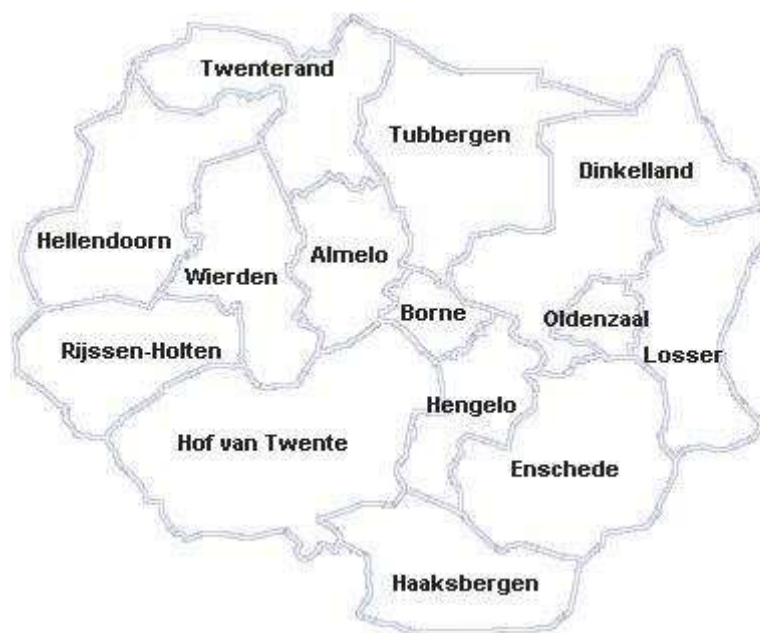 Twenterand
Tubbergen
Dinkelland
Hellendoorn
Almelo
Wierden
Borne
Oldenzaal
Rijssen-Holten
Losser
Hengelo
Hof van Twente
Enschede
Haaksbergen